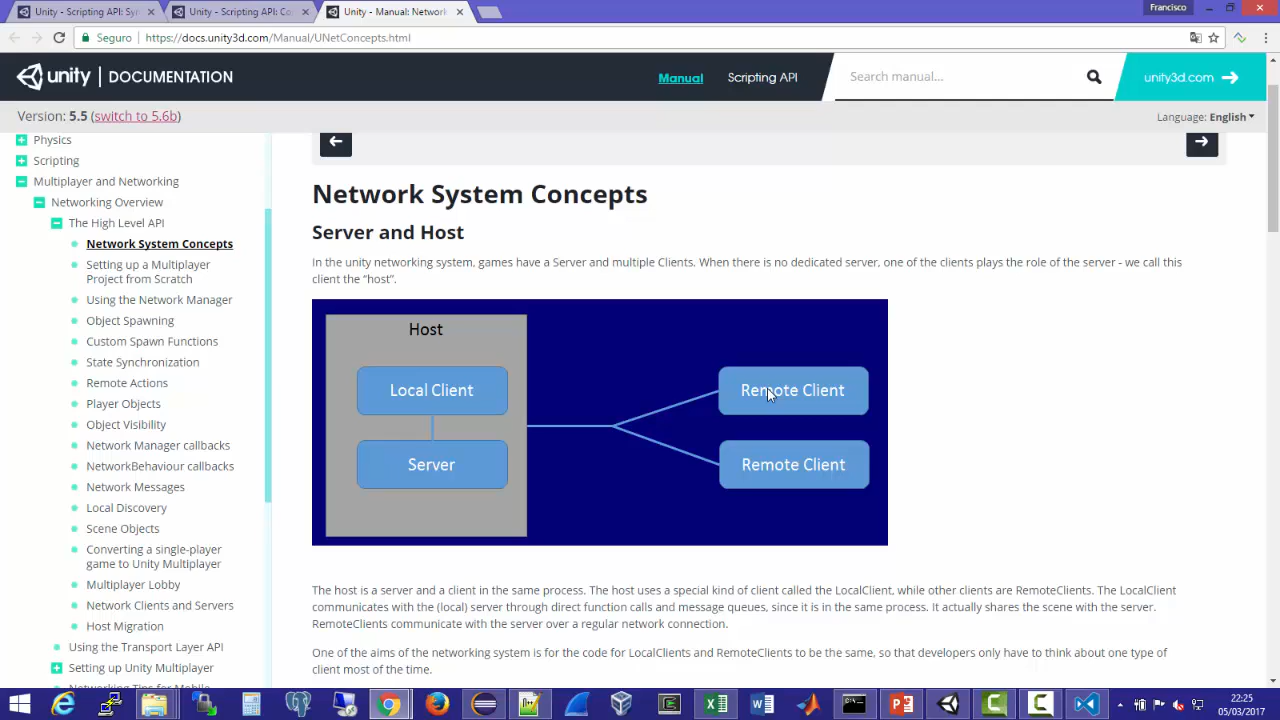 Unity - Scripting API: Syn
Unity - Scripting API: Co
Unity - Manual: Network
Francisco
Seguro
https://docs.unity3d.com/Manual/UNetConcepts.html
unity | DOCUMENTATION
Manual
Scripting API
Search manual...
unity3d.com
Version: 5.5 (switch to 5.6b)
Language: English
Physics
Scripting
Multiplayer and Networking
Networking Overview
The High Level API
Network System Concepts
Setting up a Multiplayer
Project from Scratch
Using the Network Manager
Object Spawning
Custom Spawn Functions
State Synchronization
Remote Actions
Player Objects
Object Visibility
Network Manager callbacks
NetworkBehaviour callbacks
Network Messages
Local Discovery
Scene Objects
Converting a single-player
game to Unity Multiplayer
Multiplayer Lobby
Network Clients and Servers
Host Migration
Using the Transport Layer API
Setting up Unity Multiplayer
Networking Tips for Mobile
Network System Concepts
Server and Host
In the unity networking system, games have a Server and multiple Clients. When there is no dedicated server, one of the clients plays the role of the server - we call this
client the “host”.
Host
Local Client
Server
Remote Client
Remote Client
The host is a server and a client in the same process. The host uses a special kind of client called the LocalClient, while other clients are RemoteClients. The LocalClient
communicates with the (local) server through direct function calls and message queues, since it is in the same process. It actually shares the scene with the server.
RemoteClients communicate with the server over a regular network connection.
One of the aims of the networking system is for the code for LocalClients and RemoteClients to be the same, so that developers only have to think about one type of
client most of the time.
22:25
05/03/2017